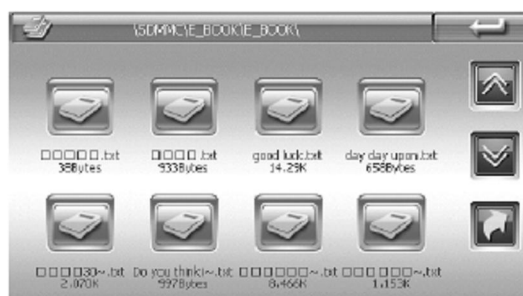 \SDMMC\E_BOOK\E_BOOK\
□□□□□.txt
38Bytes
□□□□.txt
933Bytes
good luck.txt
14.29K
day day upon.txt
658Bytes
□□□□30~.txt
2.070K
Do you think:~.txt
997Bytes
□□□□□□~.txt
8.466K
□□□□□□~.txt
1.153K